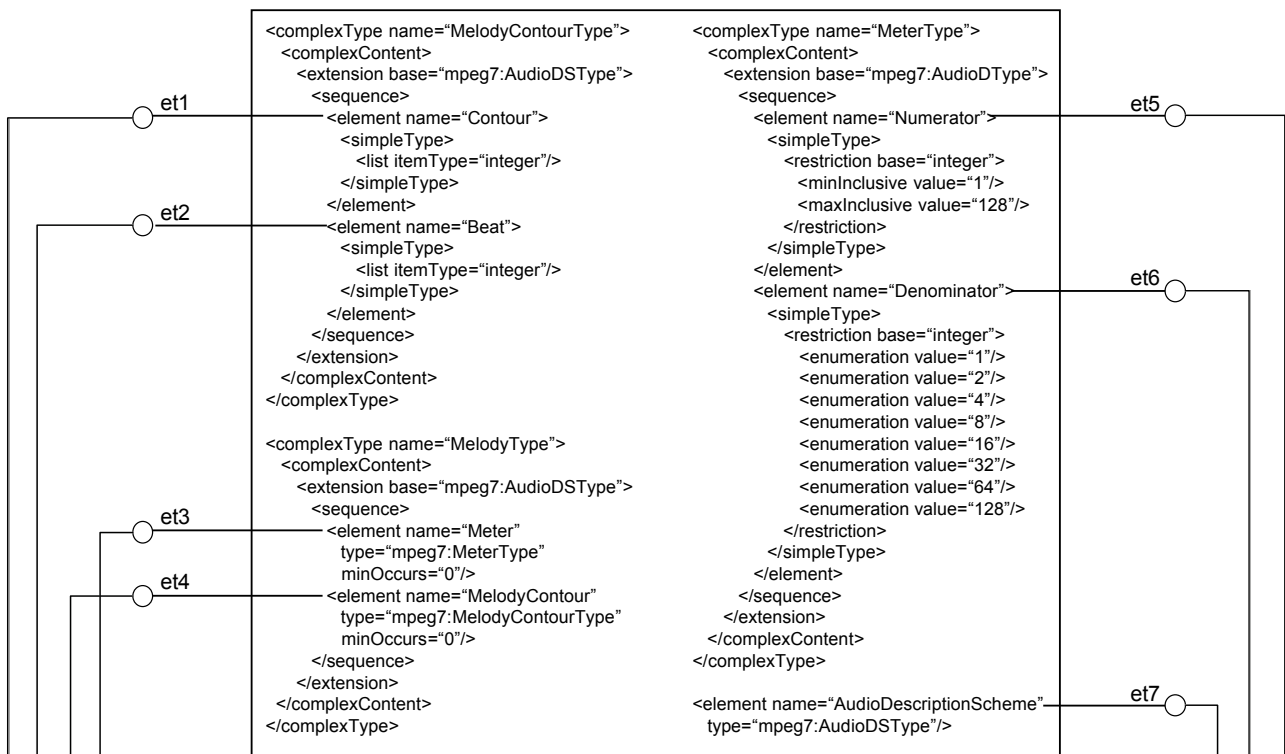 <complexType name=“MelodyContourType”>
<complexContent>
<extension base=“mpeg7:AudioDSType”>
<sequence>
et1
<element name=“Contour”>
<simpleType>
<list itemType=“integer”/>
</simpleType>
</element>
et2
<element name=“Beat”>
<simpleType>
<list itemType=“integer”/>
</simpleType>
</element>
</sequence>
</extension>
</complexContent>
</complexType>
<complexType name=“MelodyType”>
<complexContent>
<extension base=“mpeg7:AudioDSType”>
<sequence>
et3
<element name=“Meter”
type=“mpeg7:MeterType”
minOccurs=“0”/>
et4
<element name=“MelodyContour”
type=“mpeg7:MelodyContourType”
minOccurs=“0”/>
</sequence>
</extension>
</complexContent>
</complexType>
<complexType name=“MeterType”>
<complexContent>
<extension base=“mpeg7:AudioDType”>
<sequence>
<element name=“Numerator”>
et5
<simpleType>
<restriction base=“integer”>
<minInclusive value=“1”/>
<maxInclusive value=“128”/>
</restriction>
</simpleType>
</element>
<element name=“Denominator”>
et6
<simpleType>
<restriction base=“integer”>
<enumeration value=“1”/>
<enumeration value=“2”/>
<enumeration value=“4”/>
<enumeration value=“8”/>
<enumeration value=“16”/>
<enumeration value=“32”/>
<enumeration value=“64”/>
<enumeration value=“128”/>
</restriction>
</simpleType>
</element>
</sequence>
</extension>
</complexContent>
</complexType>
<element name=“AudioDescriptionScheme”
et7
type=“mpeg7:AudioDSType”/>